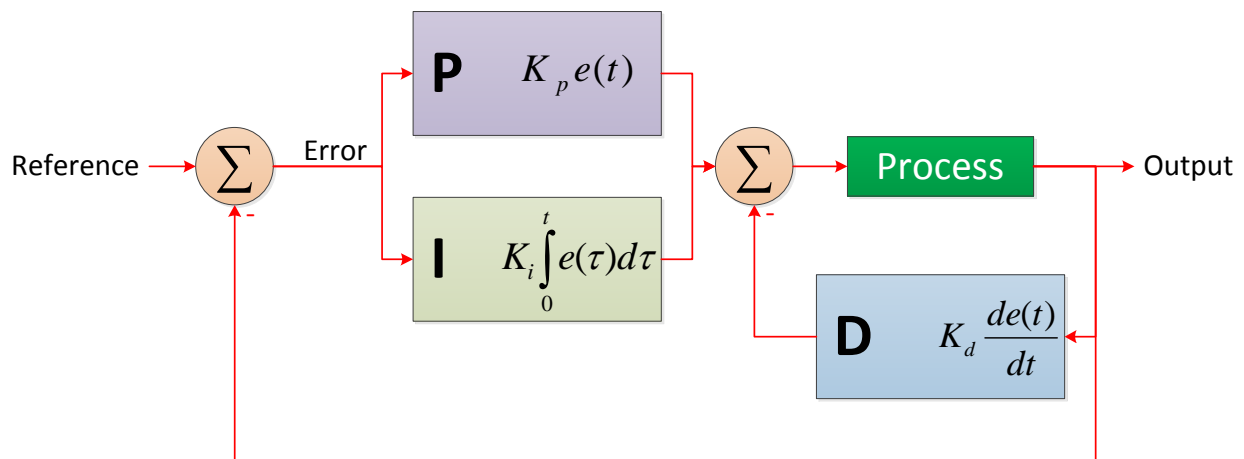 Reference
∑
-
Error
P K_p e(t)
I K_i ∫_0^t e(τ)dτ
∑
-
Process
Output
D K_d de(t)/dt